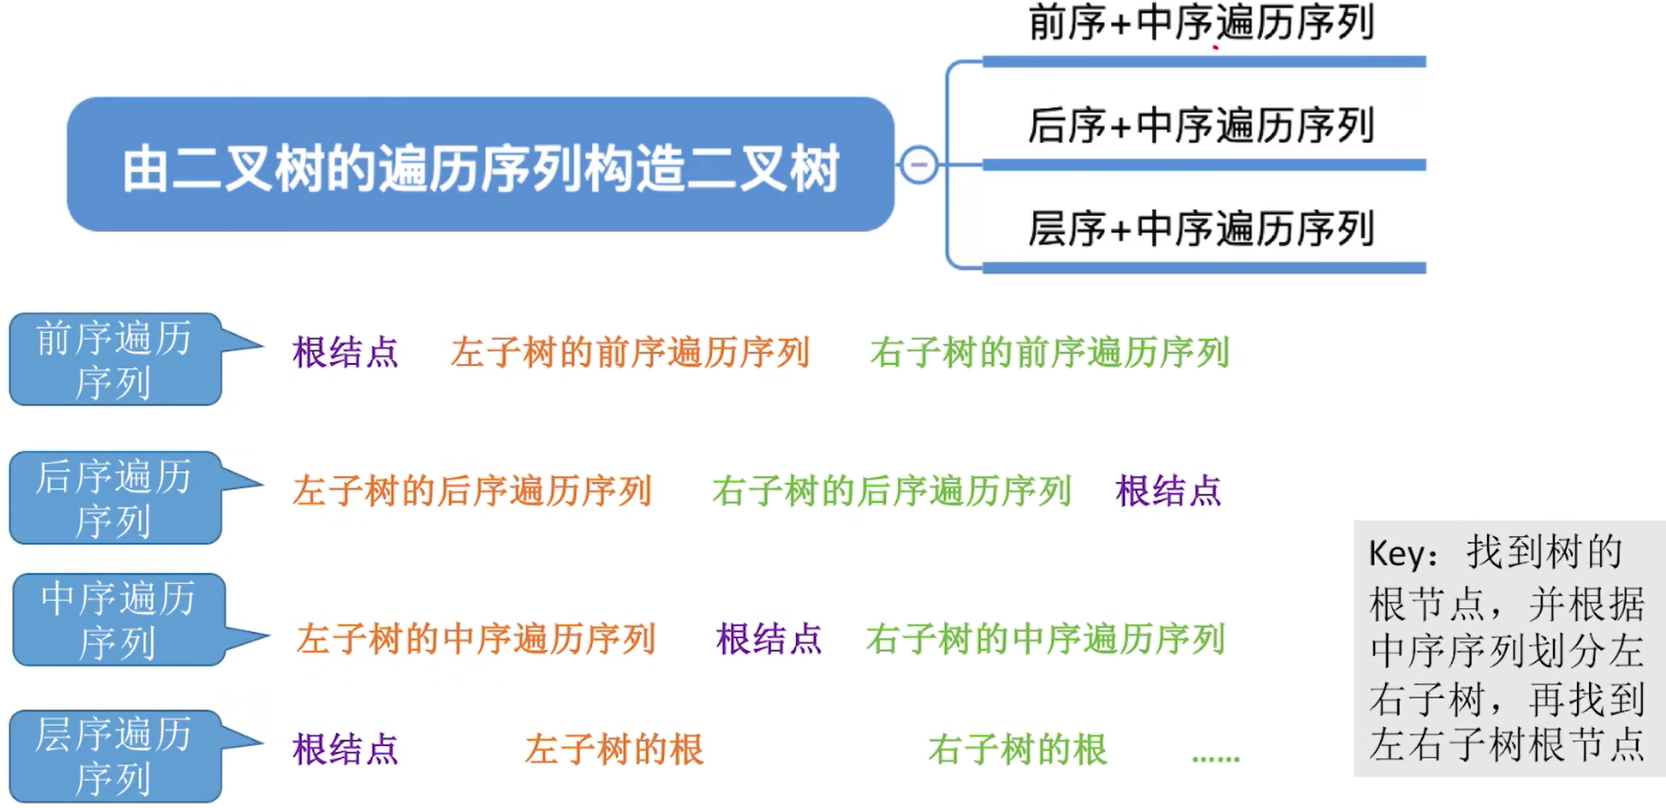 前序+中序遍历序列
由二叉树的遍历序列构造二叉树
后序+中序遍历序列
层序+中序遍历序列
前序遍历
序列
根结点 左子树的前序遍历序列 右子树的前序遍历序列
后序遍历
序列
左子树的后序遍历序列 右子树的后序遍历序列 根结点
中序遍历
序列
左子树的中序遍历序列 根结点 右子树的中序遍历序列
层序遍历
序列
根结点 左子树的根 右子树的根 ……
Key：找到树的
根节点，并根据
中序序列划分左
右子树，再找到
左右子树根节点